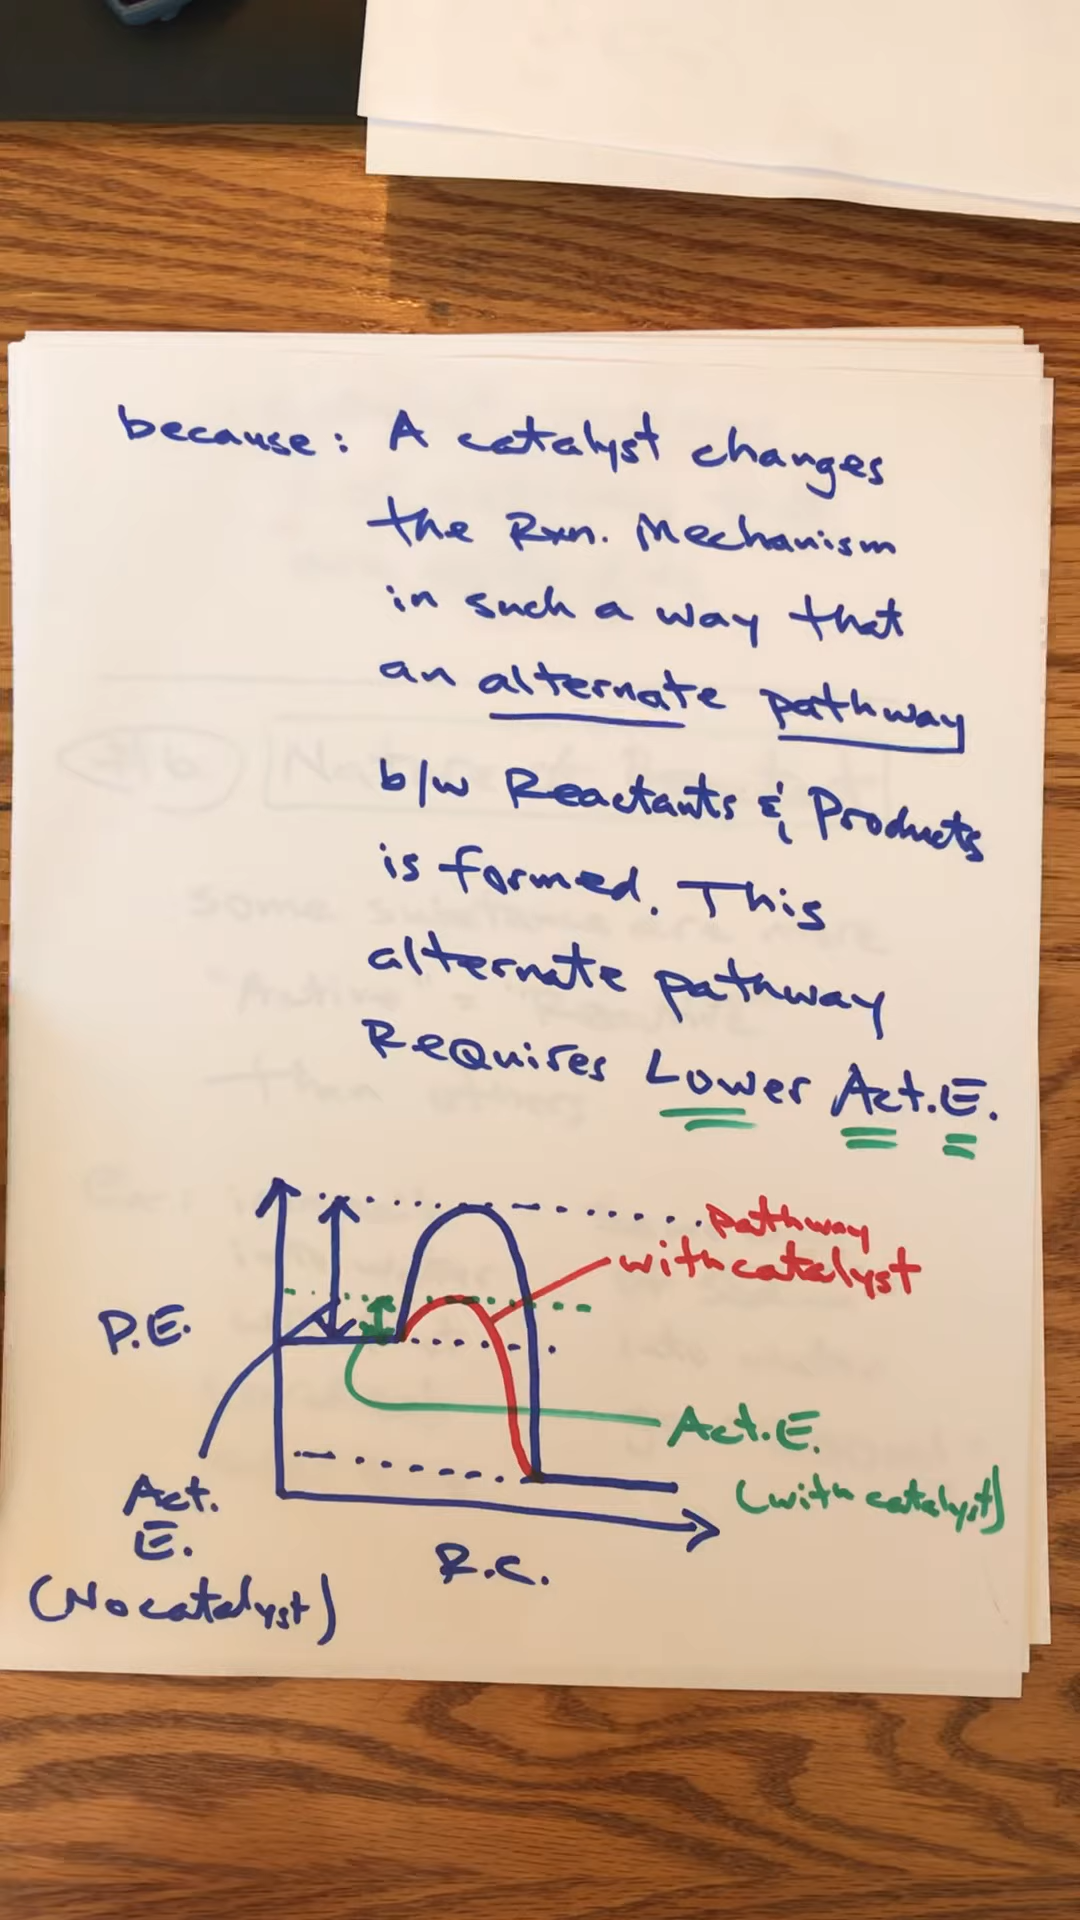 because: A catalyst changes
the Rxn. Mechanism
in such a way that
an alternate pathway
b/w Reactants & Products
is formed. This
alternate pathway
Requires Lower Act.E.
pathway
with catalyst
P.E.
Act.E.
(with catalyst)
Act.
E.
(No catalyst)
R.C.